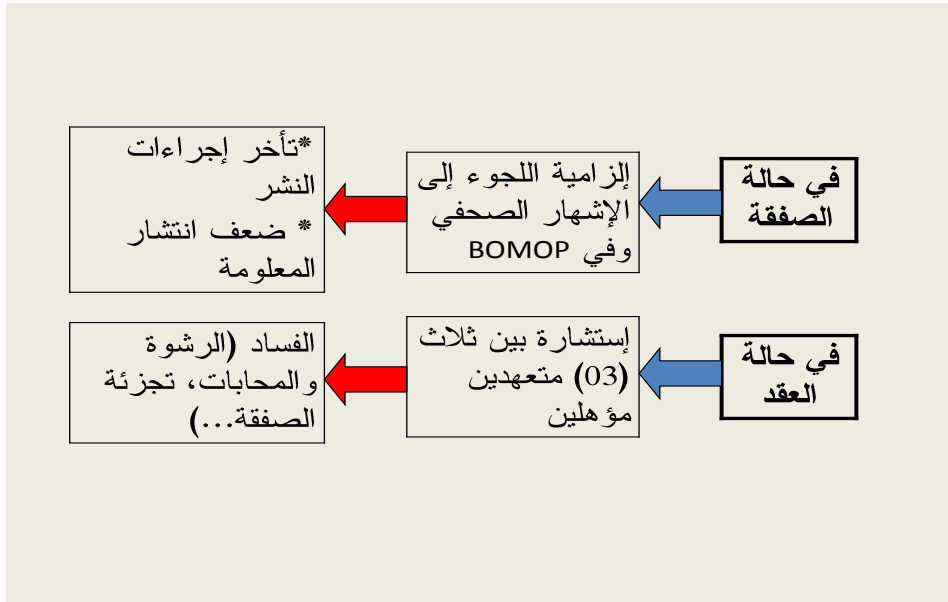 في حالة
الصفقة
إلزامية اللجوء إلى
الإشهار الصحفي
وفي BOMOP
*تأخر إجراءات
النشر
* ضعف انتشار
المعلومة
في حالة
العقد
إستشارة بين ثلاث
(03) متعهدين
مؤهلين
الفساد (الرشوة
والمحابات، تجزئة
الصفقة...)